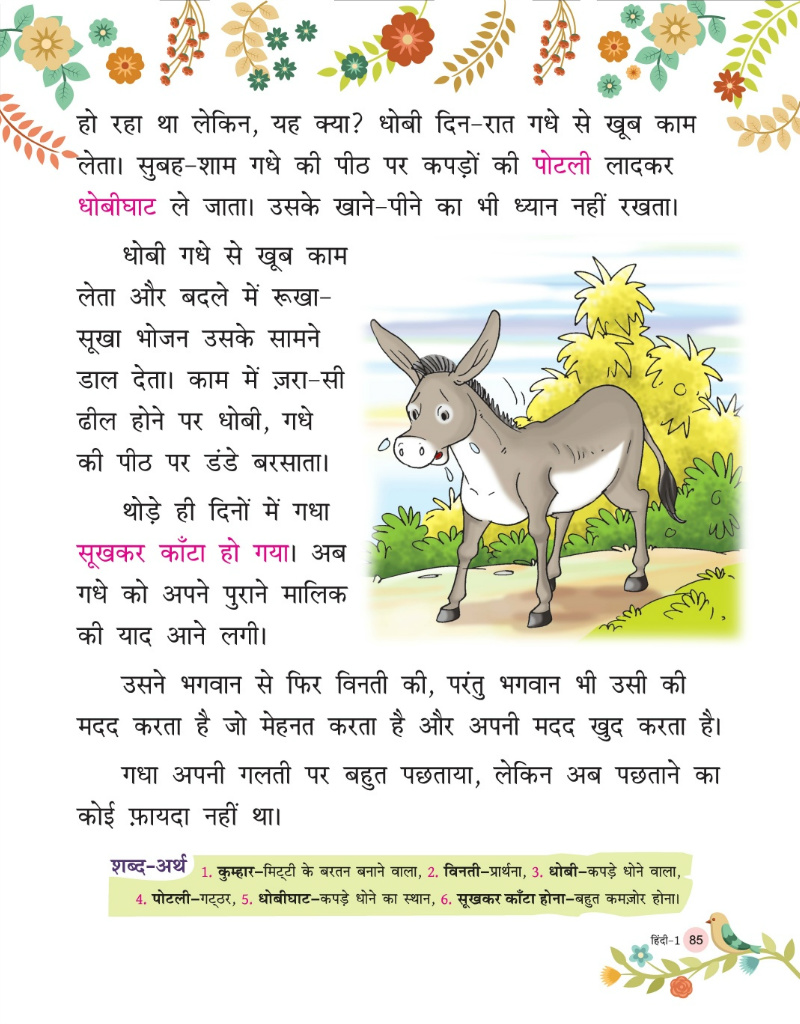 हो रहा था लेकिन, यह क्या? धोबी दिन-रात गधे से खूब काम
लेता। सुबह-शाम गधे की पीठ पर कपड़ों की पोटली लादकर
धोबीघाट ले जाता। उसके खाने-पीने का भी ध्यान नहीं रखता।
धोबी गधे से खूब काम
लेता और बदले में रूखा-
सूखा भोजन उसके सामने
डाल देता। काम में ज़रा-सी
ढील होने पर धोबी, गधे
की पीठ पर डंडे बरसाता।
थोड़े ही दिनों में गधा
सूखकर काँटा हो गया। अब
गधे को अपने पुराने मालिक
की याद आने लगी।
उसने भगवान से फिर विनती की, परंतु भगवान भी उसी की
मदद करता है जो मेहनत करता है और अपनी मदद खुद करता है।
गधा अपनी गलती पर बहुत पछताया, लेकिन अब पछताने का
कोई फ़ायदा नहीं था।
शब्द-अर्थ 1. कुम्हार-मिट्टी के बरतन बनाने वाला, 2. विनती-प्रार्थना, 3. धोबी-कपड़े धोने वाला,
4. पोटली-गट्ठर, 5. धोबीघाट-कपड़े धोने का स्थान, 6. सूखकर काँटा होना-बहुत कमज़ोर होना।
हिंदी-1 85